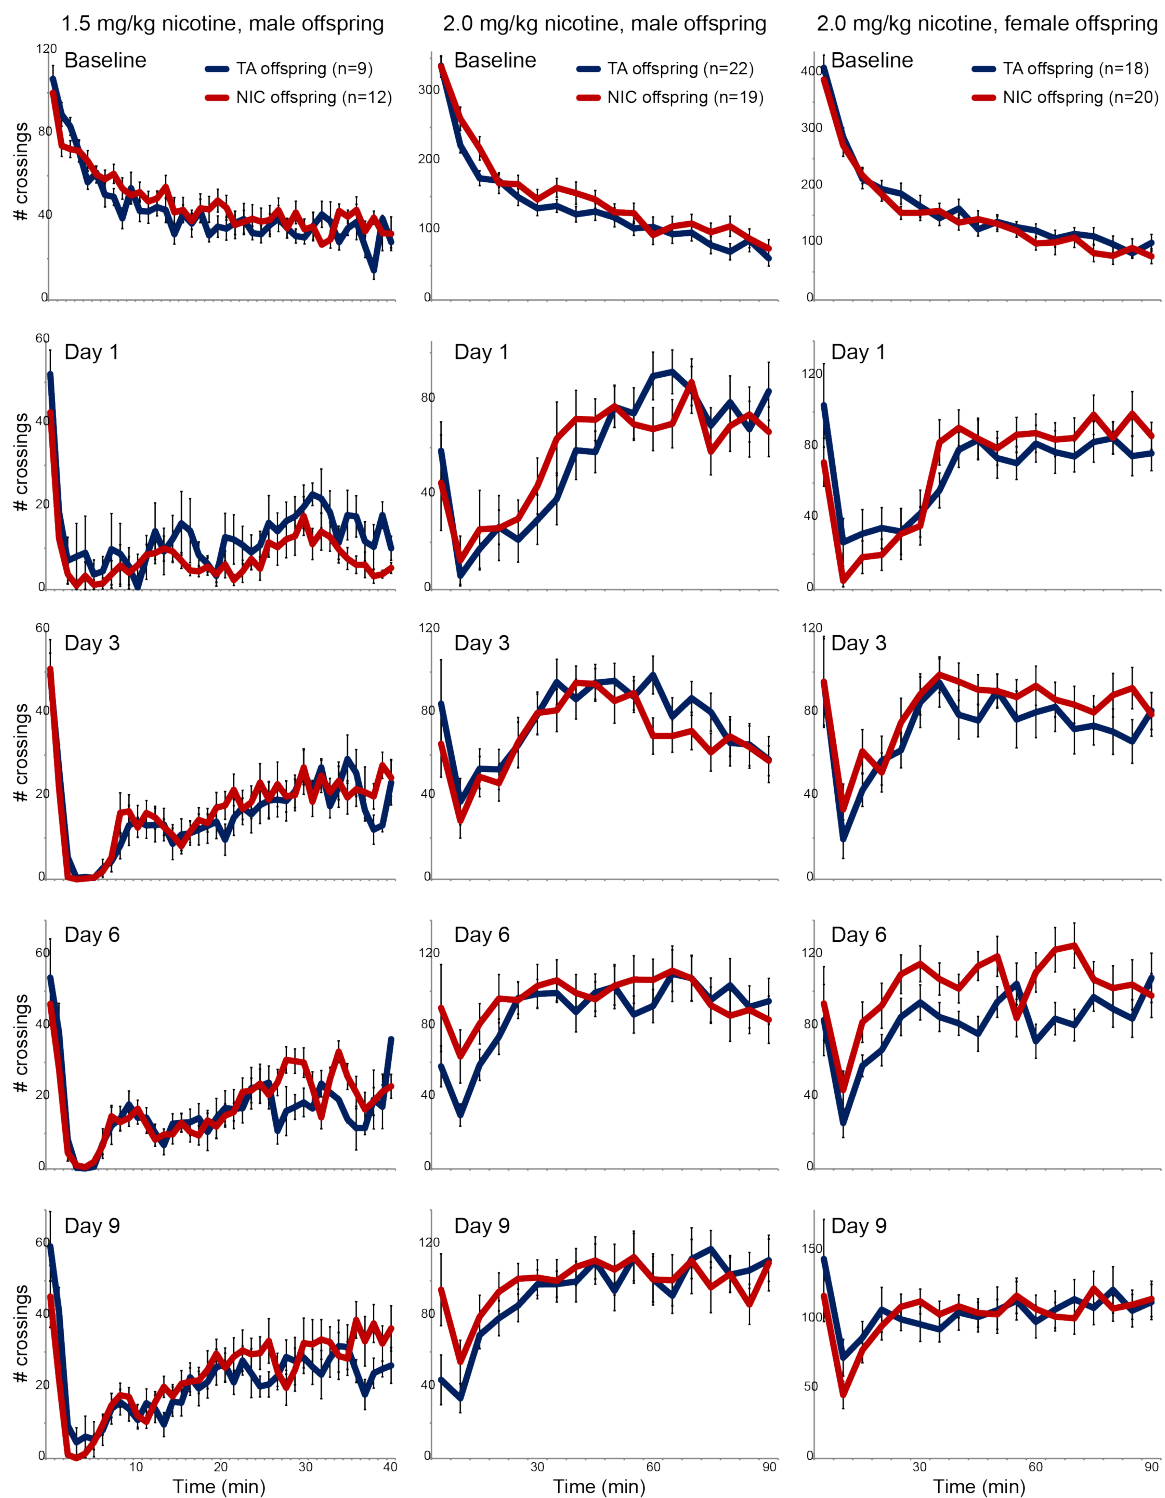 1.5 mg/kg nicotine, male offspring
2.0 mg/kg nicotine, male offspring
2.0 mg/kg nicotine, female offspring
Baseline
TA offspring (n=9)
NIC offspring (n=12)
# crossings
120
80
40
0
Baseline
TA offspring (n=22)
NIC offspring (n=19)
300
200
100
0
Baseline
TA offspring (n=18)
NIC offspring (n=20)
400
300
200
100
0
Day 1
# crossings
60
40
20
0
Day 1
80
40
0
Day 1
120
80
40
0
Day 3
# crossings
60
40
20
0
Day 3
120
80
40
0
Day 3
120
80
40
0
Day 6
# crossings
60
40
20
0
Day 6
120
80
40
0
Day 6
120
80
40
0
Day 9
# crossings
60
40
20
0
10
20
30
40
Time (min)
Day 9
120
80
40
0
30
60
90
Time (min)
Day 9
150
100
50
0
30
60
90
Time (min)